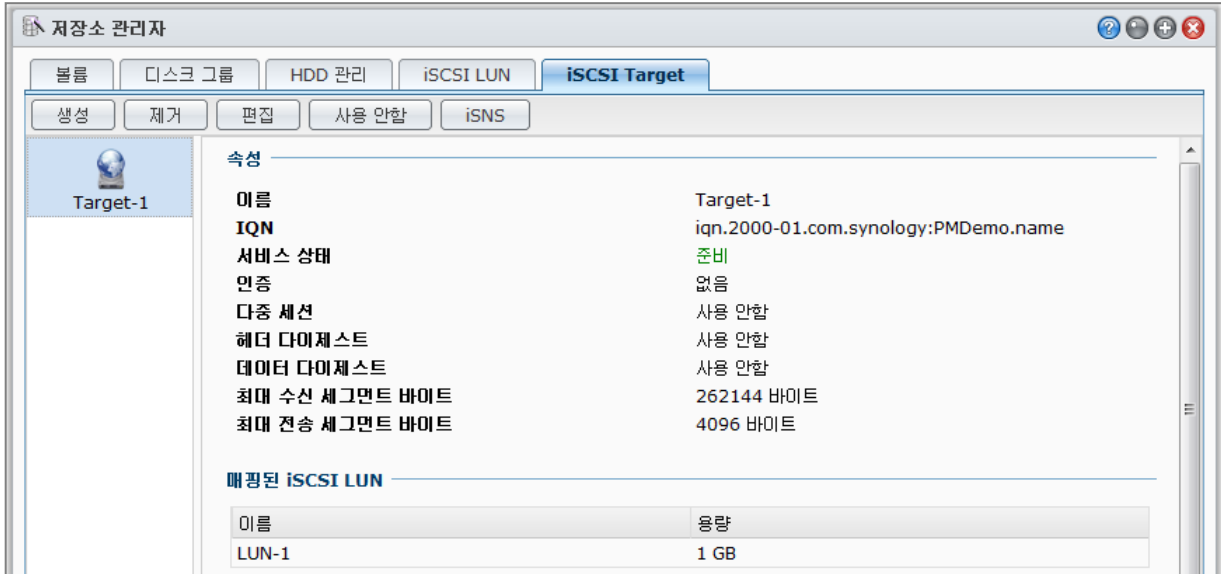 저장소 관리자
볼륨 디스크 그룹 HDD 관리 iSCSI LUN iSCSI Target
생성 제거 편집 사용 안함 iSNS
Target-1
속성
이름 Target-1
IQN iqn.2000-01.com.synology:PMDemo.name
서비스 상태 준비
인증 없음
다중 세션 사용 안함
헤더 다이제스트 사용 안함
데이터 다이제스트 사용 안함
최대 수신 세그먼트 바이트 262144 바이트
최대 전송 세그먼트 바이트 4096 바이트
매핑된 iSCSI LUN
이름 용량
LUN-1 1 GB